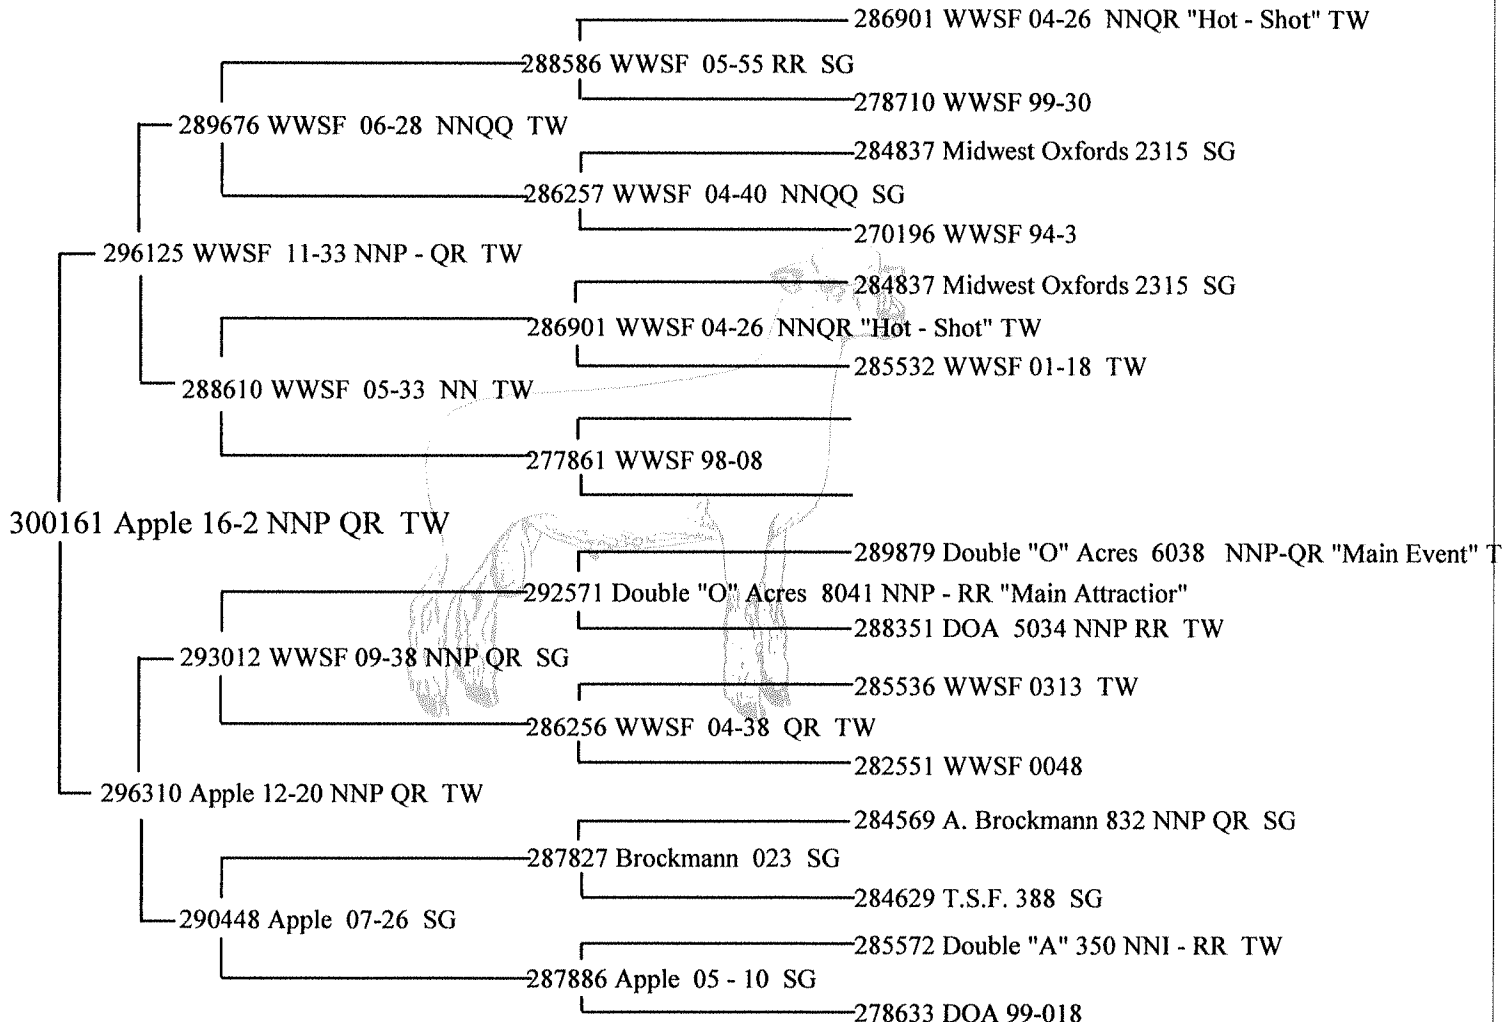 286901 WWSF 04-26 NNQR "Hot - Shot" TW
288586 WWSF 05-55 RR SG
278710 WWSF 99-30
289676 WWSF 06-28 NNQQ TW
284837 Midwest Oxfords 2315 SG
286257 WWSF 04-40 NNQQ SG
270196 WWSF 94-3
296125 WWSF 11-33 NNP - QR TW
284837 Midwest Oxfords 2315 SG
286901 WWSF 04-26 NNQR "Hot - Shot" TW
285532 WWSF 01-18 TW
288610 WWSF 05-33 NN TW
277861 WWSF 98-08
300161 Apple 16-2 NNP QR TW
289879 Double "O" Acres 6038 NNP-QR "Main Event" T
292571 Double "O" Acres 8041 NNP - RR "Main Attractior"
288351 DOA 5034 NNP RR TW
293012 WWSF 09-38 NNP QR SG
285536 WWSF 0313 TW
286256 WWSF 04-38 QR TW
282551 WWSF 0048
296310 Apple 12-20 NNP QR TW
284569 A. Brockmann 832 NNP QR SG
287827 Brockmann 023 SG
284629 T.S.F. 388 SG
290448 Apple 07-26 SG
285572 Double "A" 350 NNI - RR TW
287886 Apple 05 - 10 SG
278633 DOA 99-018